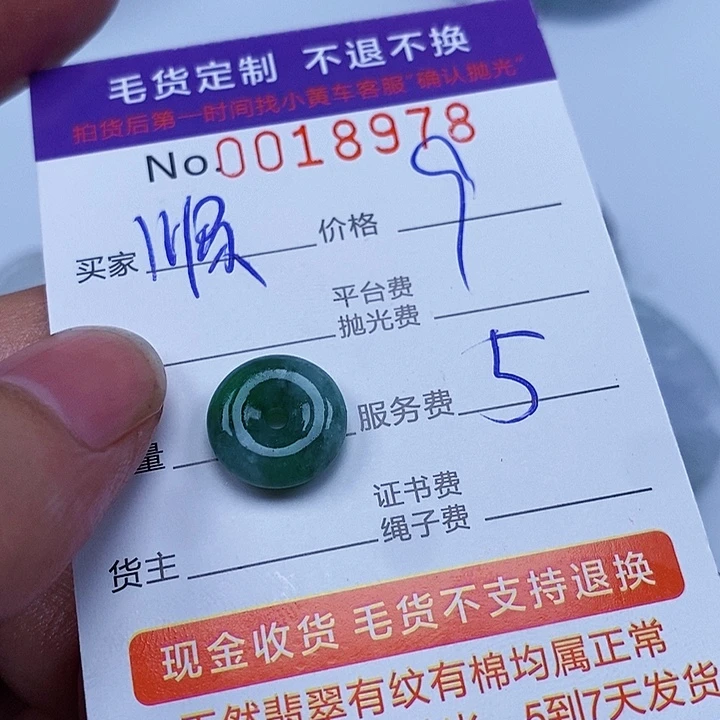 毛货定制 不退不换
拍货后第一时间找小黄车客服"确认抛光"
No.0018978
买家 顺 价格 9
平台费
抛光费
量 服务费 5
证书费
绳子费
货主
现金收货 毛货不支持退换
天然翡翠有纹有棉均属正常
5到7天发货